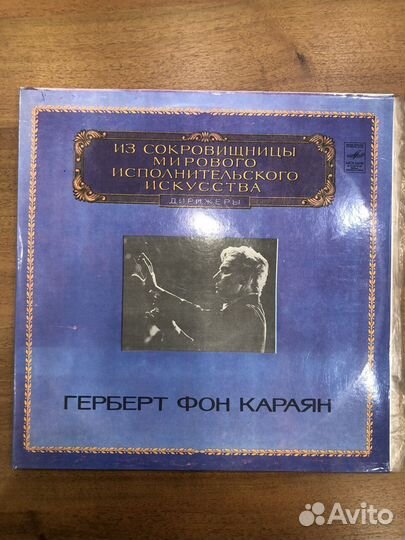 ИЗ СОКРОВИЩНИЦЫ
МИРОВОГО
ИСПОЛНИТЕЛЬСКОГО
ИСКУССТВА
ДИРИЖЕРЫ
ГЕРБЕРТ ФОН КАРАЯН
Avito